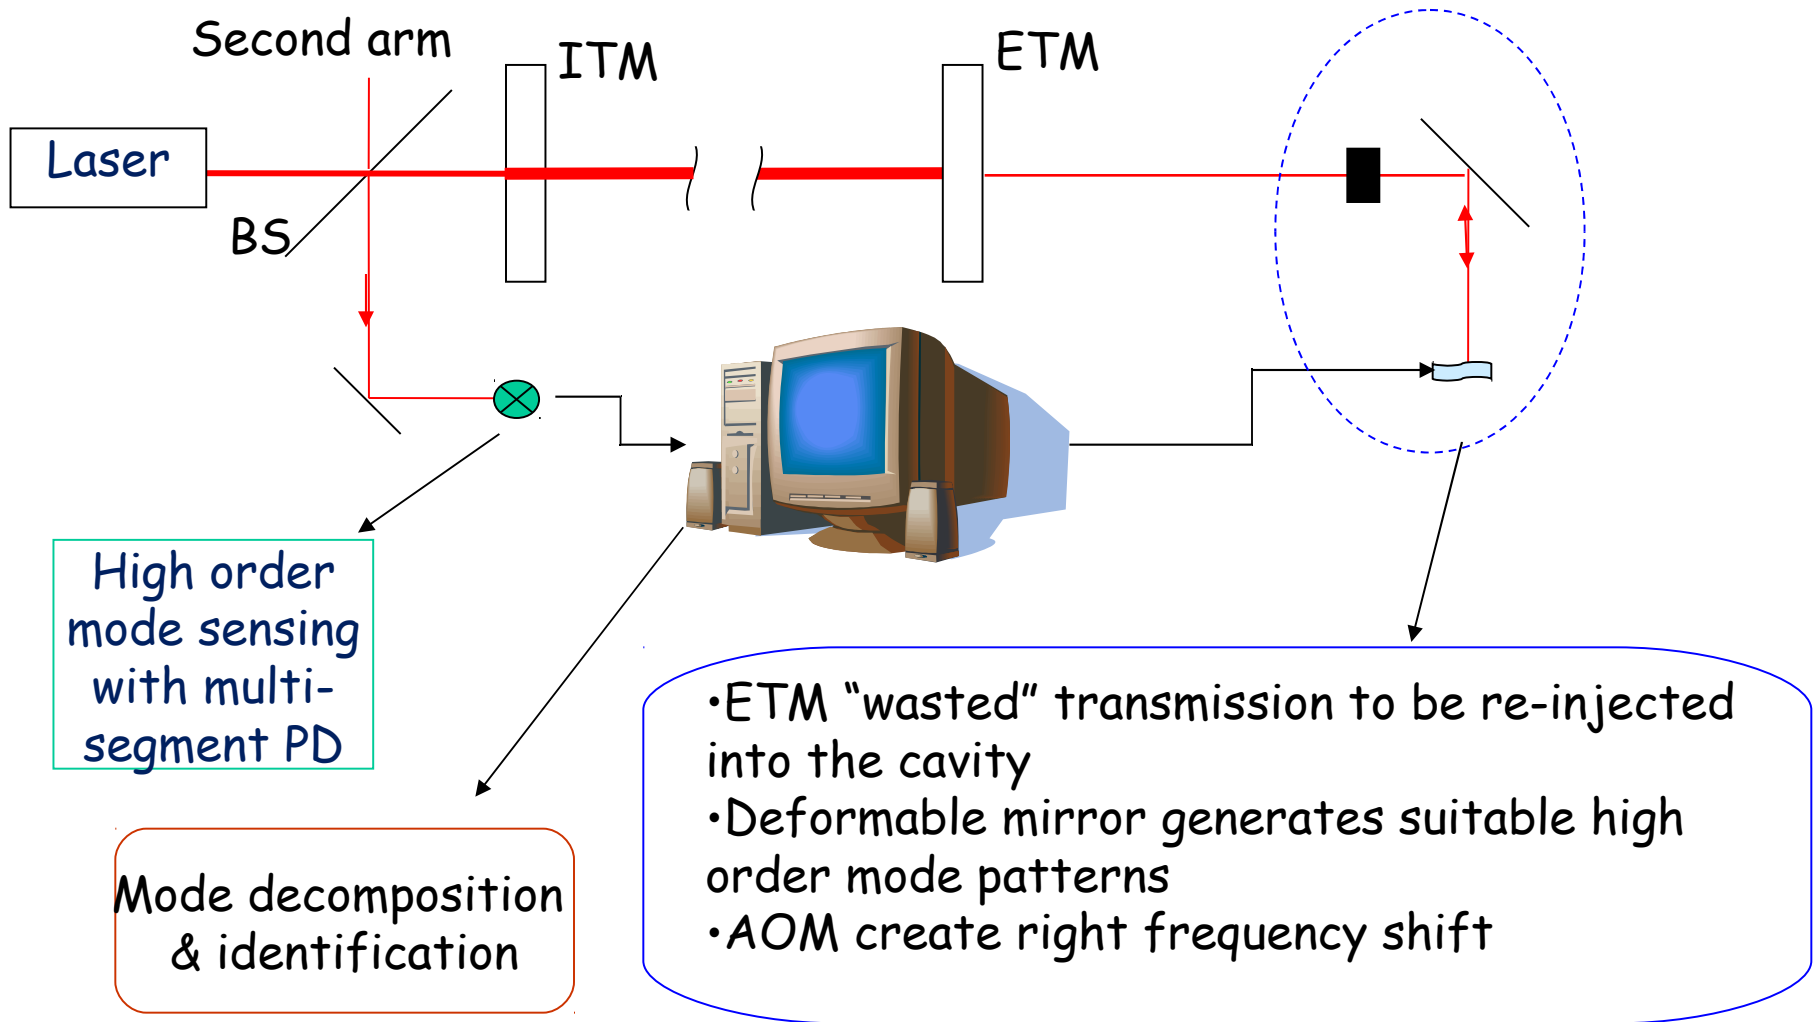 Second arm
ITM
ETM
Laser
BS
High order
mode sensing
with multi-
segment PD
Mode decomposition
& identification
•ETM “wasted” transmission to be re-injected
into the cavity
•Deformable mirror generates suitable high
order mode patterns
•AOM create right frequency shift